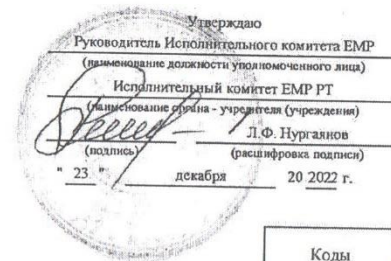 Утверждаю
Руководитель Исполнительного комитета ЕМР
(наименование должности уполномоченного лица)
Исполнительный комитет ЕМР РТ
(наименование органа - учредителя (учреждения)
Л.Ф. Нургаянов
(подпись) (расшифровка подписи)
" 23 " декабря 20 2022 г.
Коды